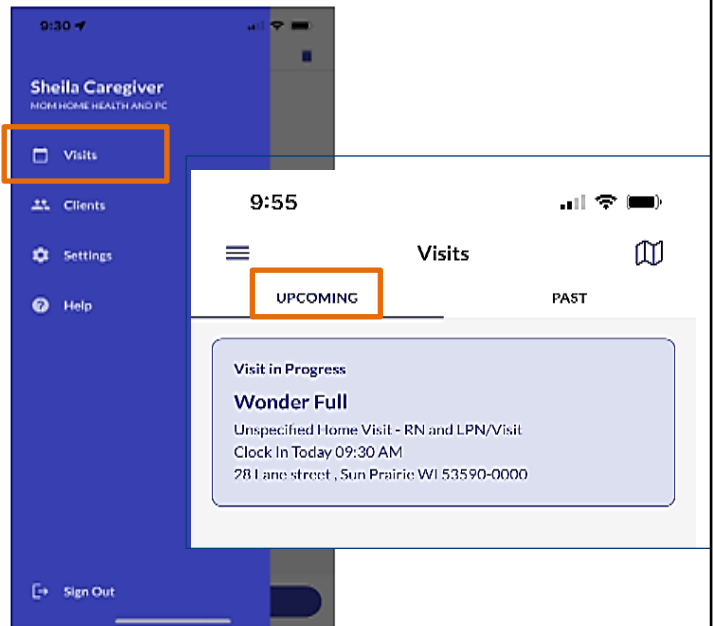 9:30
Sheila Caregiver
MOM HOME HEALTH AND PC
Visits
Clients
Settings
Help
Sign Out
9:55
Visits
UPCOMING
PAST
Visit in Progress
Wonder Full
Unspecified Home Visit - RN and LPN/Visit
Clock In Today 09:30 AM
28 Lane street , Sun Prairie WI 53590-0000